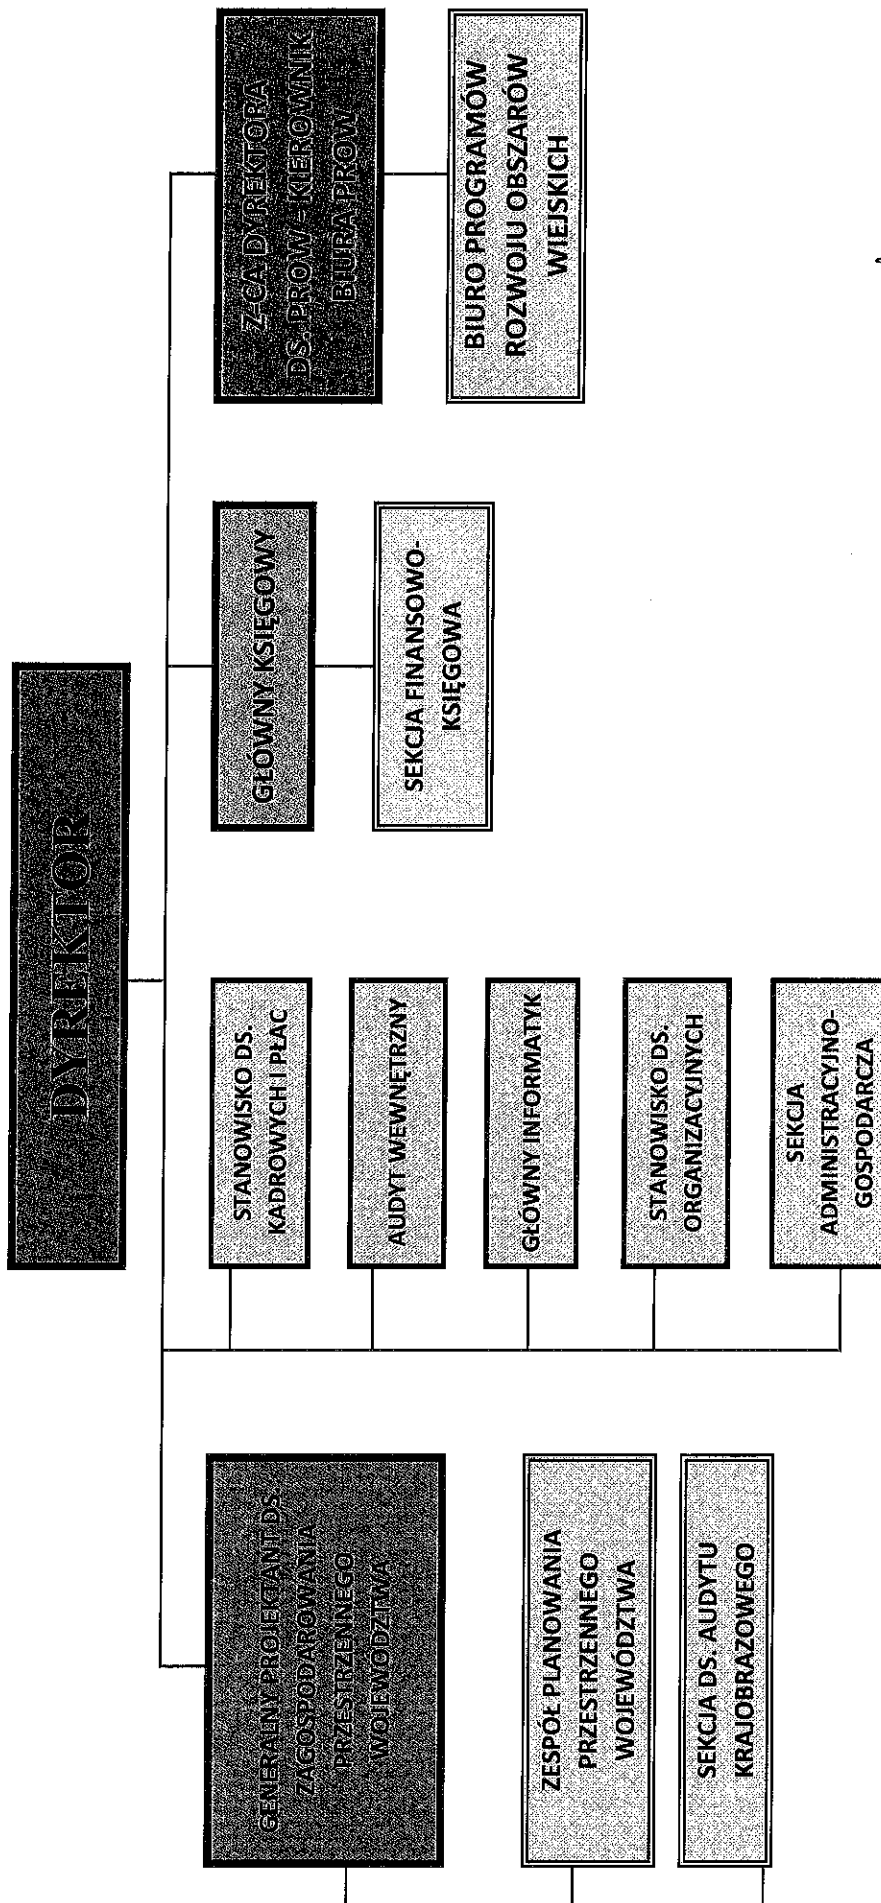 DYREKTOR
GENERALNY PROJEKTANT DS.
ZAGOSPODAROWANIA
PRZESTRZENNEGO
WOJEWÓDZTWA
ZESPÓŁ PLANOWANIA
PRZESTRZENNEGO
WOJEWÓDZTWA
SEKCJA DS. AUDYTU
KRAJOBRAZOWEGO
STANOWISKO DS.
KADROWYCH I PŁAC
AUDYT WEWNĘTRZNY
GŁÓWNY INFORMATYK
STANOWISKO DS.
ORGANIZACYJNYCH
SEKCJA
ADMINISTRACYJNO-
GOSPODARCZA
GŁÓWNY KSIĘGOWY
SEKCJA FINANSOWO-
KSIĘGOWA
Z-CA DYREKTORA
DS. PROW - KIEROWNIK
BIURA PROW
BIURO PROGRAMÓW
ROZWOJU OBSZARÓW
WIEJSKICH